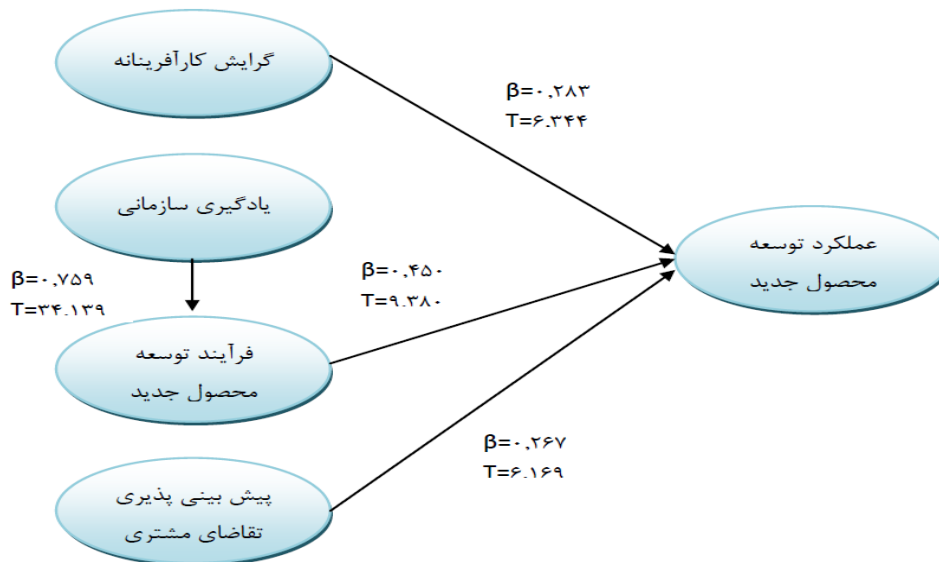 گرایش کارآفرینانه
β=۰,۲۸۳
T=۶.۳۴۴
یادگیری سازمانی
عملکرد توسعه
محصول جدید
β=۰,۷۵۹
T=۳۴.۱۳۹
β=۰,۴۵۰
T=۹.۳۸۰
فرآیند توسعه
محصول جدید
β=۰,۲۶۷
T=۶.۱۶۹
پیش بینی پذیری
تقاضای مشتری